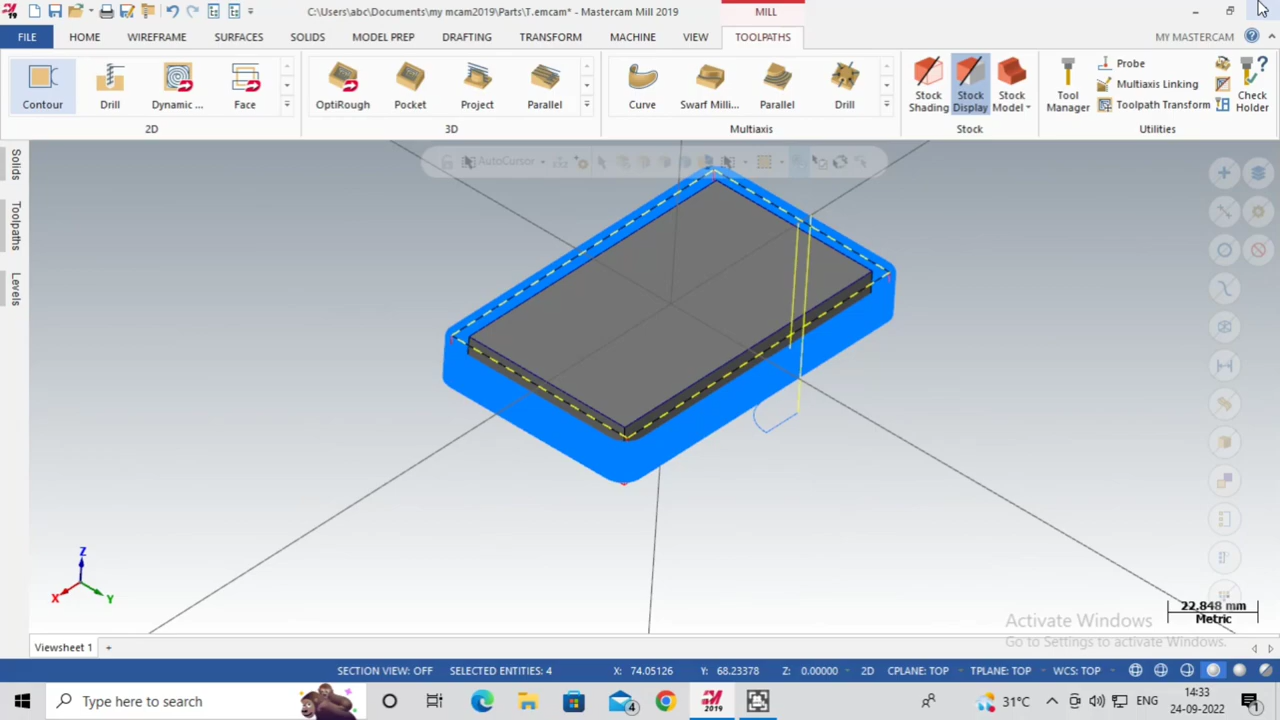 C:\Users\abc\Documents\my mcam2019\Parts\T.emcam* - Mastercam Mill 2019
MILL
FILE HOME WIREFRAME SURFACES SOLIDS MODEL PREP DRAFTING TRANSFORM MACHINE VIEW TOOLPATHS MY MASTERCAM
Contour Drill Dynamic ... Face OptiRough Pocket Project Parallel Curve Swarf Milli... Parallel Drill
Stock Shading Stock Display Stock Model Tool Manager Probe Multiaxis Linking Toolpath Transform Check Holder
2D 3D Multiaxis Stock Utilities
AutoCursor
Solids
Toolpaths
Levels
Z
X Y
22.848 mm
Metric
Activate Windows
Go to Settings to activate Windows.
Viewsheet 1
SECTION VIEW: OFF SELECTED ENTITIES: 4 X: 74.05126 Y: 68.23378 Z: 0.00000 2D CPLANE: TOP TPLANE: TOP WCS: TOP
Type here to search 4 2019 31°C ENG 14:33
24-09-2022 1